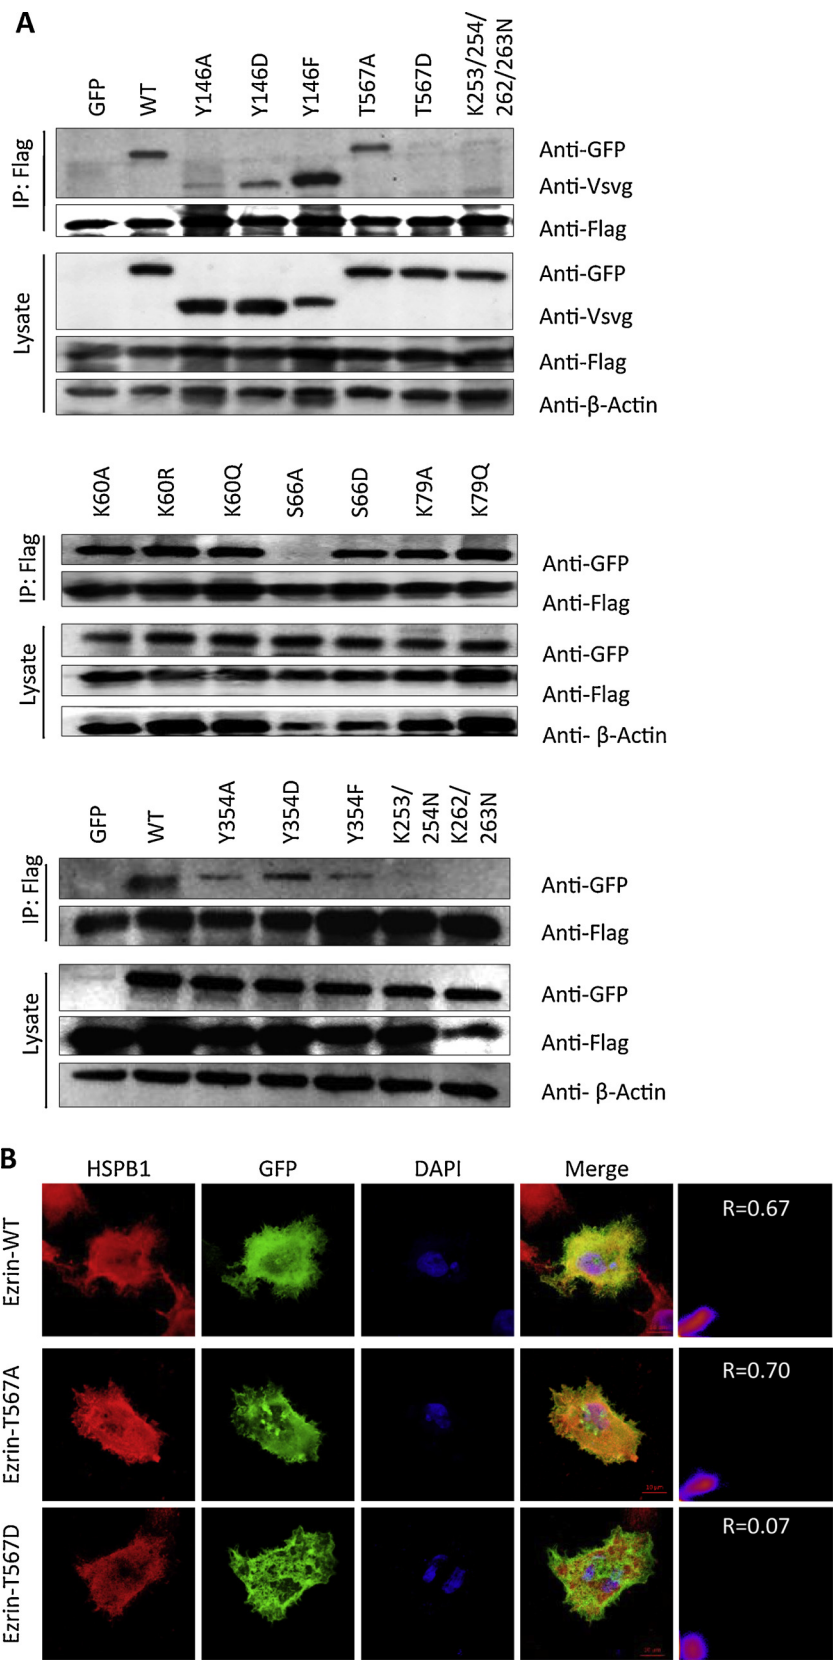 A
GFP
WT
Y146A
Y146D
Y146F
T567A
T567D
K253/254/
262/263N
IP: Flag
Anti-GFP
Anti-Vsvg
Anti-Flag
Lysate
Anti-GFP
Anti-Vsvg
Anti-Flag
Anti-β-Actin
K60A
K60R
K60Q
S66A
S66D
K79A
K79Q
IP: Flag
Anti-GFP
Anti-Flag
Lysate
Anti-GFP
Anti-Flag
Anti- β-Actin
GFP
WT
Y354A
Y354D
Y354F
K253/
254N
K262/
263N
IP: Flag
Anti-GFP
Anti-Flag
Lysate
Anti-GFP
Anti-Flag
Anti- β-Actin
B
HSPB1
GFP
DAPI
Merge
Ezrin-WT
R=0.67
Ezrin-T567A
10µm
R=0.70
Ezrin-T567D
R=0.07